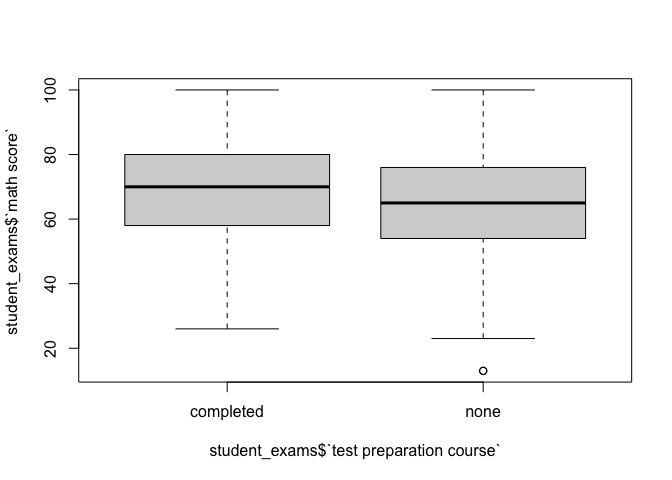 student_exams$`math score`
100
80
60
40
20
completed none
student_exams$`test preparation course`